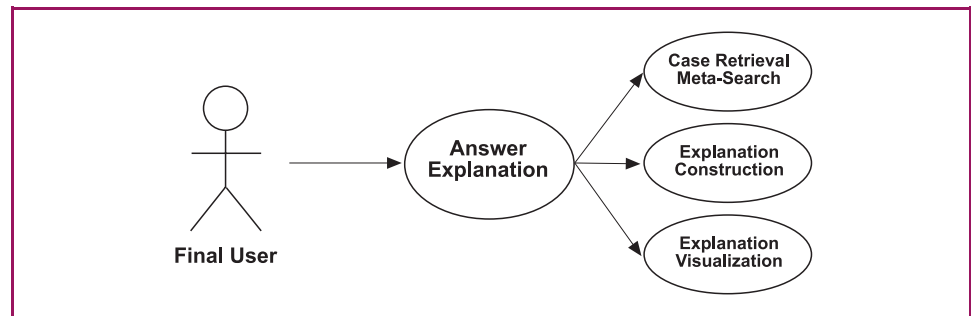 Case Retrieval
Meta-Search
Answer
Explanation
Explanation
Construction
Explanation
Visualization
Final User